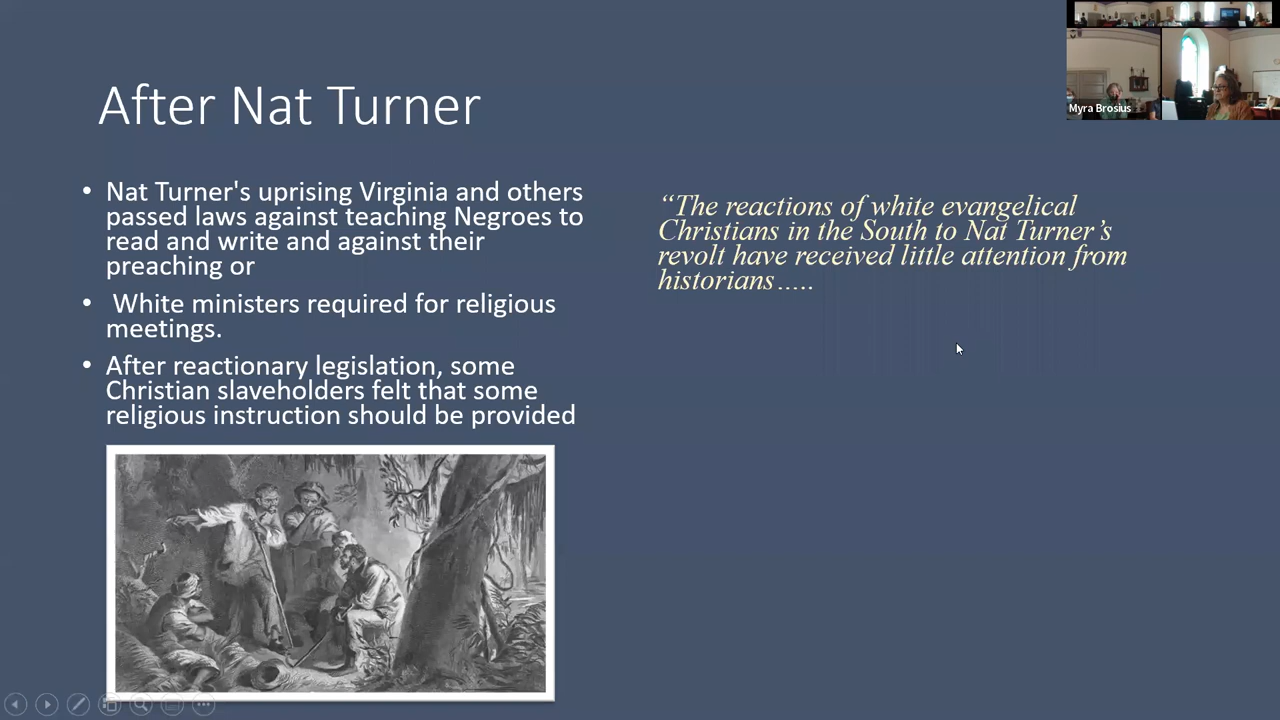 After Nat Turner
• Nat Turner's uprising Virginia and others
passed laws against teaching Negroes to
read and write and against their
preaching or
• White ministers required for religious
meetings.
• After reactionary legislation, some
Christian slaveholders felt that some
religious instruction should be provided
“The reactions of white evangelical
Christians in the South to Nat Turner’s
revolt have received little attention from
historians…..
Myra Brosius